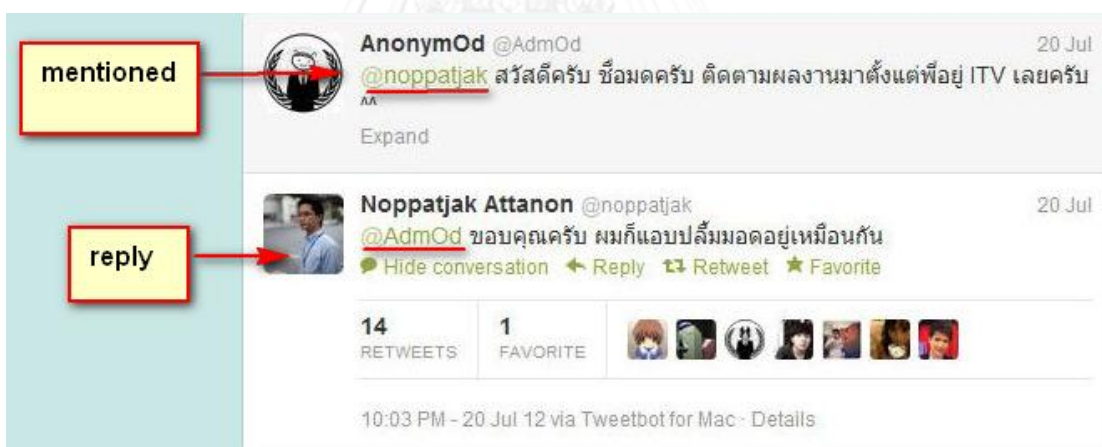 mentioned
AnonymOd @AdmOd 20 Jul
@noppatjak สวัสดีครับ ชื่อมดครับ ติดตามผลงานมาตั้งแต่พี่อยู่ ITV เลยครับ
^^
Expand
reply
Noppatjak Attanon @noppatjak 20 Jul
@AdmOd ขอบคุณครับ ผมก็แอบปลื้มมอดอยู่เหมือนกัน
Hide conversation Reply Retweet Favorite
14 1
RETWEETS FAVORITE
10:03 PM - 20 Jul 12 via Tweetbot for Mac · Details